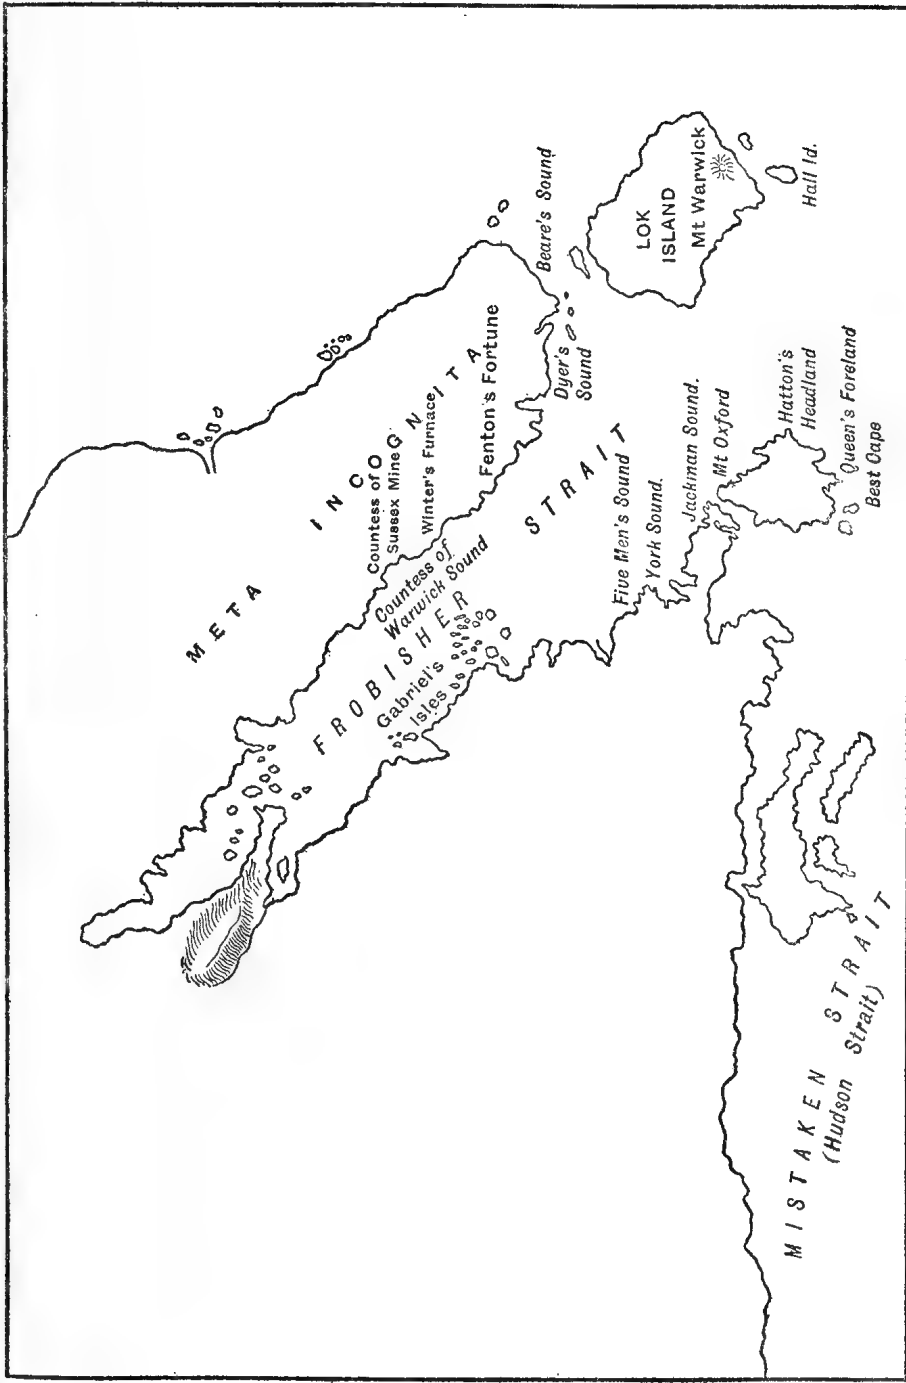 META INCOGNITA
Countess of
Sussex Mine
Winter's Furnace
Fenton's Fortune
Beare's Sound
LOK
ISLAND
Mt Warwick
Hall Id.
Dyer's
Sound
Countess of
Warwick Sound
FROBISHER STRAIT
Gabriel's
Isles
Five Men's Sound
York Sound.
Jackman Sound.
Mt Oxford
Hatton's
Headland
Queen's Foreland
Best Cape
MISTAKEN STRAIT
(Hudson Strait)